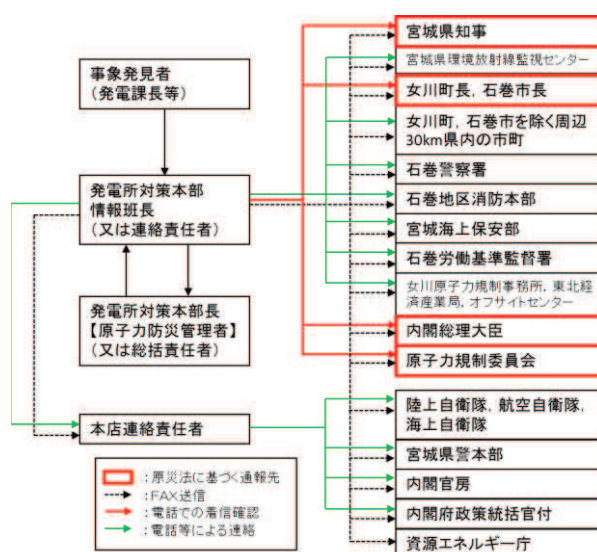 事象発見者
(発電課長等)
発電所対策本部
情報班長
(又は連絡責任者)
発電所対策本部長
【原子力防災管理者】
(又は総括責任者)
本店連絡責任者
宮城県知事
宮城県環境放射線監視センター
女川町長，石巻市長
女川町，石巻市を除く周辺
30km県内の市町
石巻警察署
石巻地区消防本部
宮城海上保安部
石巻労働基準監督署
女川原子力規制事務所，東北経
済産業局，オフサイトセンター
内閣総理大臣
原子力規制委員会
陸上自衛隊，航空自衛隊，
海上自衛隊
宮城県警本部
内閣官房
内閣府政策統括官付
資源エネルギー庁
：原災法に基づく通報先
：FAX送信
：電話での着信確認
：電話等による連絡